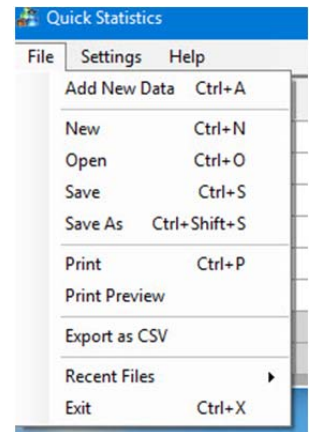 Quick Statistics
File Settings Help
Add New Data Ctrl+A
New Ctrl+N
Open Ctrl+O
Save Ctrl+S
Save As Ctrl+Shift+S
Print Ctrl+P
Print Preview
Export as CSV
Recent Files
Exit Ctrl+X